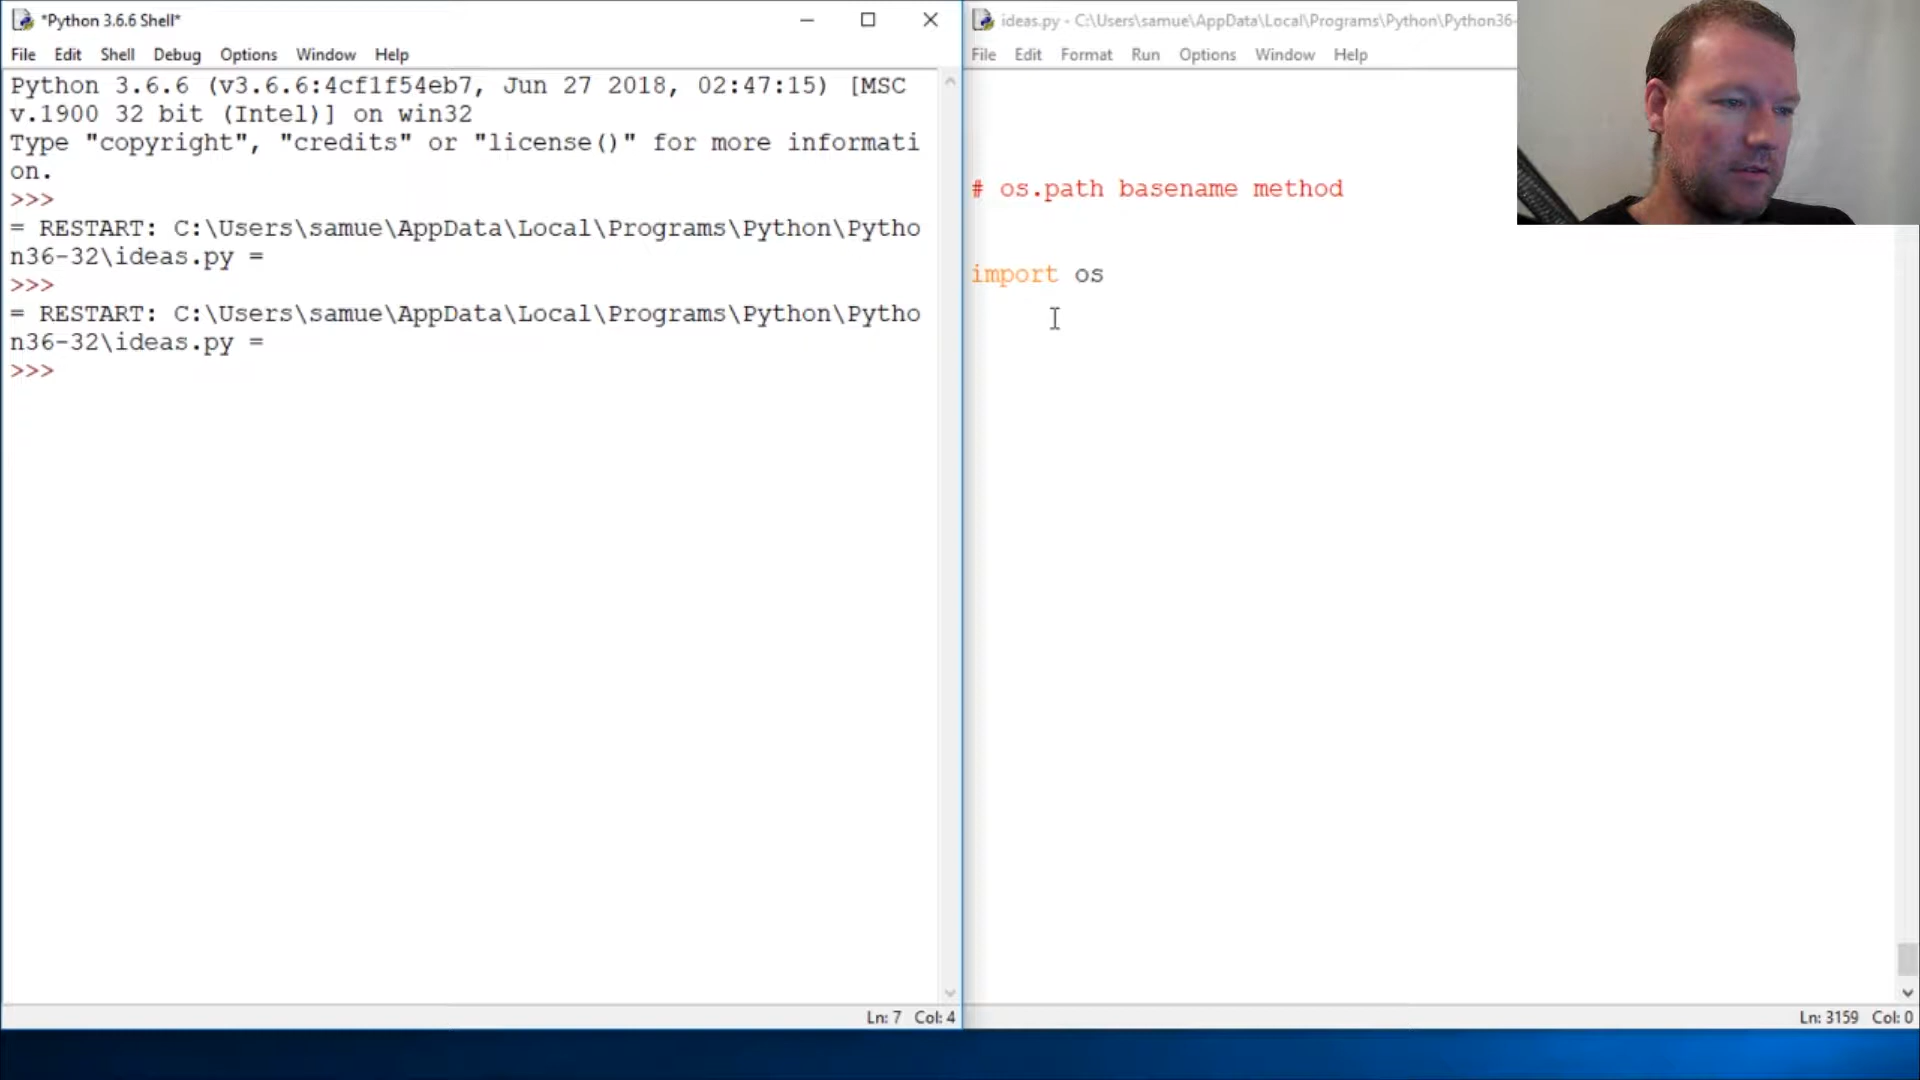 *Python 3.6.6 Shell*
File Edit Shell Debug Options Window Help
Python 3.6.6 (v3.6.6:4cf1f54eb7, Jun 27 2018, 02:47:15) [MSC
v.1900 32 bit (Intel)] on win32
Type "copyright", "credits" or "license()" for more informati
on.
>>>
= RESTART: C:\Users\samue\AppData\Local\Programs\Python\Pytho
n36-32\ideas.py =
>>>
= RESTART: C:\Users\samue\AppData\Local\Programs\Python\Pytho
n36-32\ideas.py =
>>>
Ln: 7 Col: 4
ideas.py - C:\Users\samue\AppData\Local\Programs\Python\Python36-
File Edit Format Run Options Window Help
# os.path basename method
import os
Ln: 3159 Col: 0